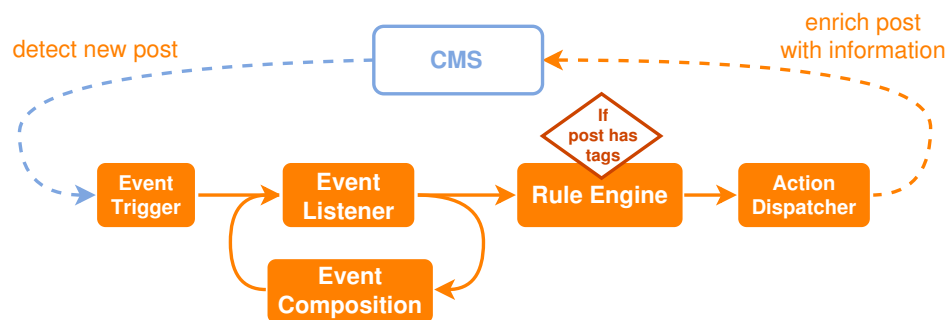 detect new post
CMS
enrich post
with information
If
post has
tags
Event
Trigger
Event
Listener
Rule Engine
Action
Dispatcher
Event
Composition